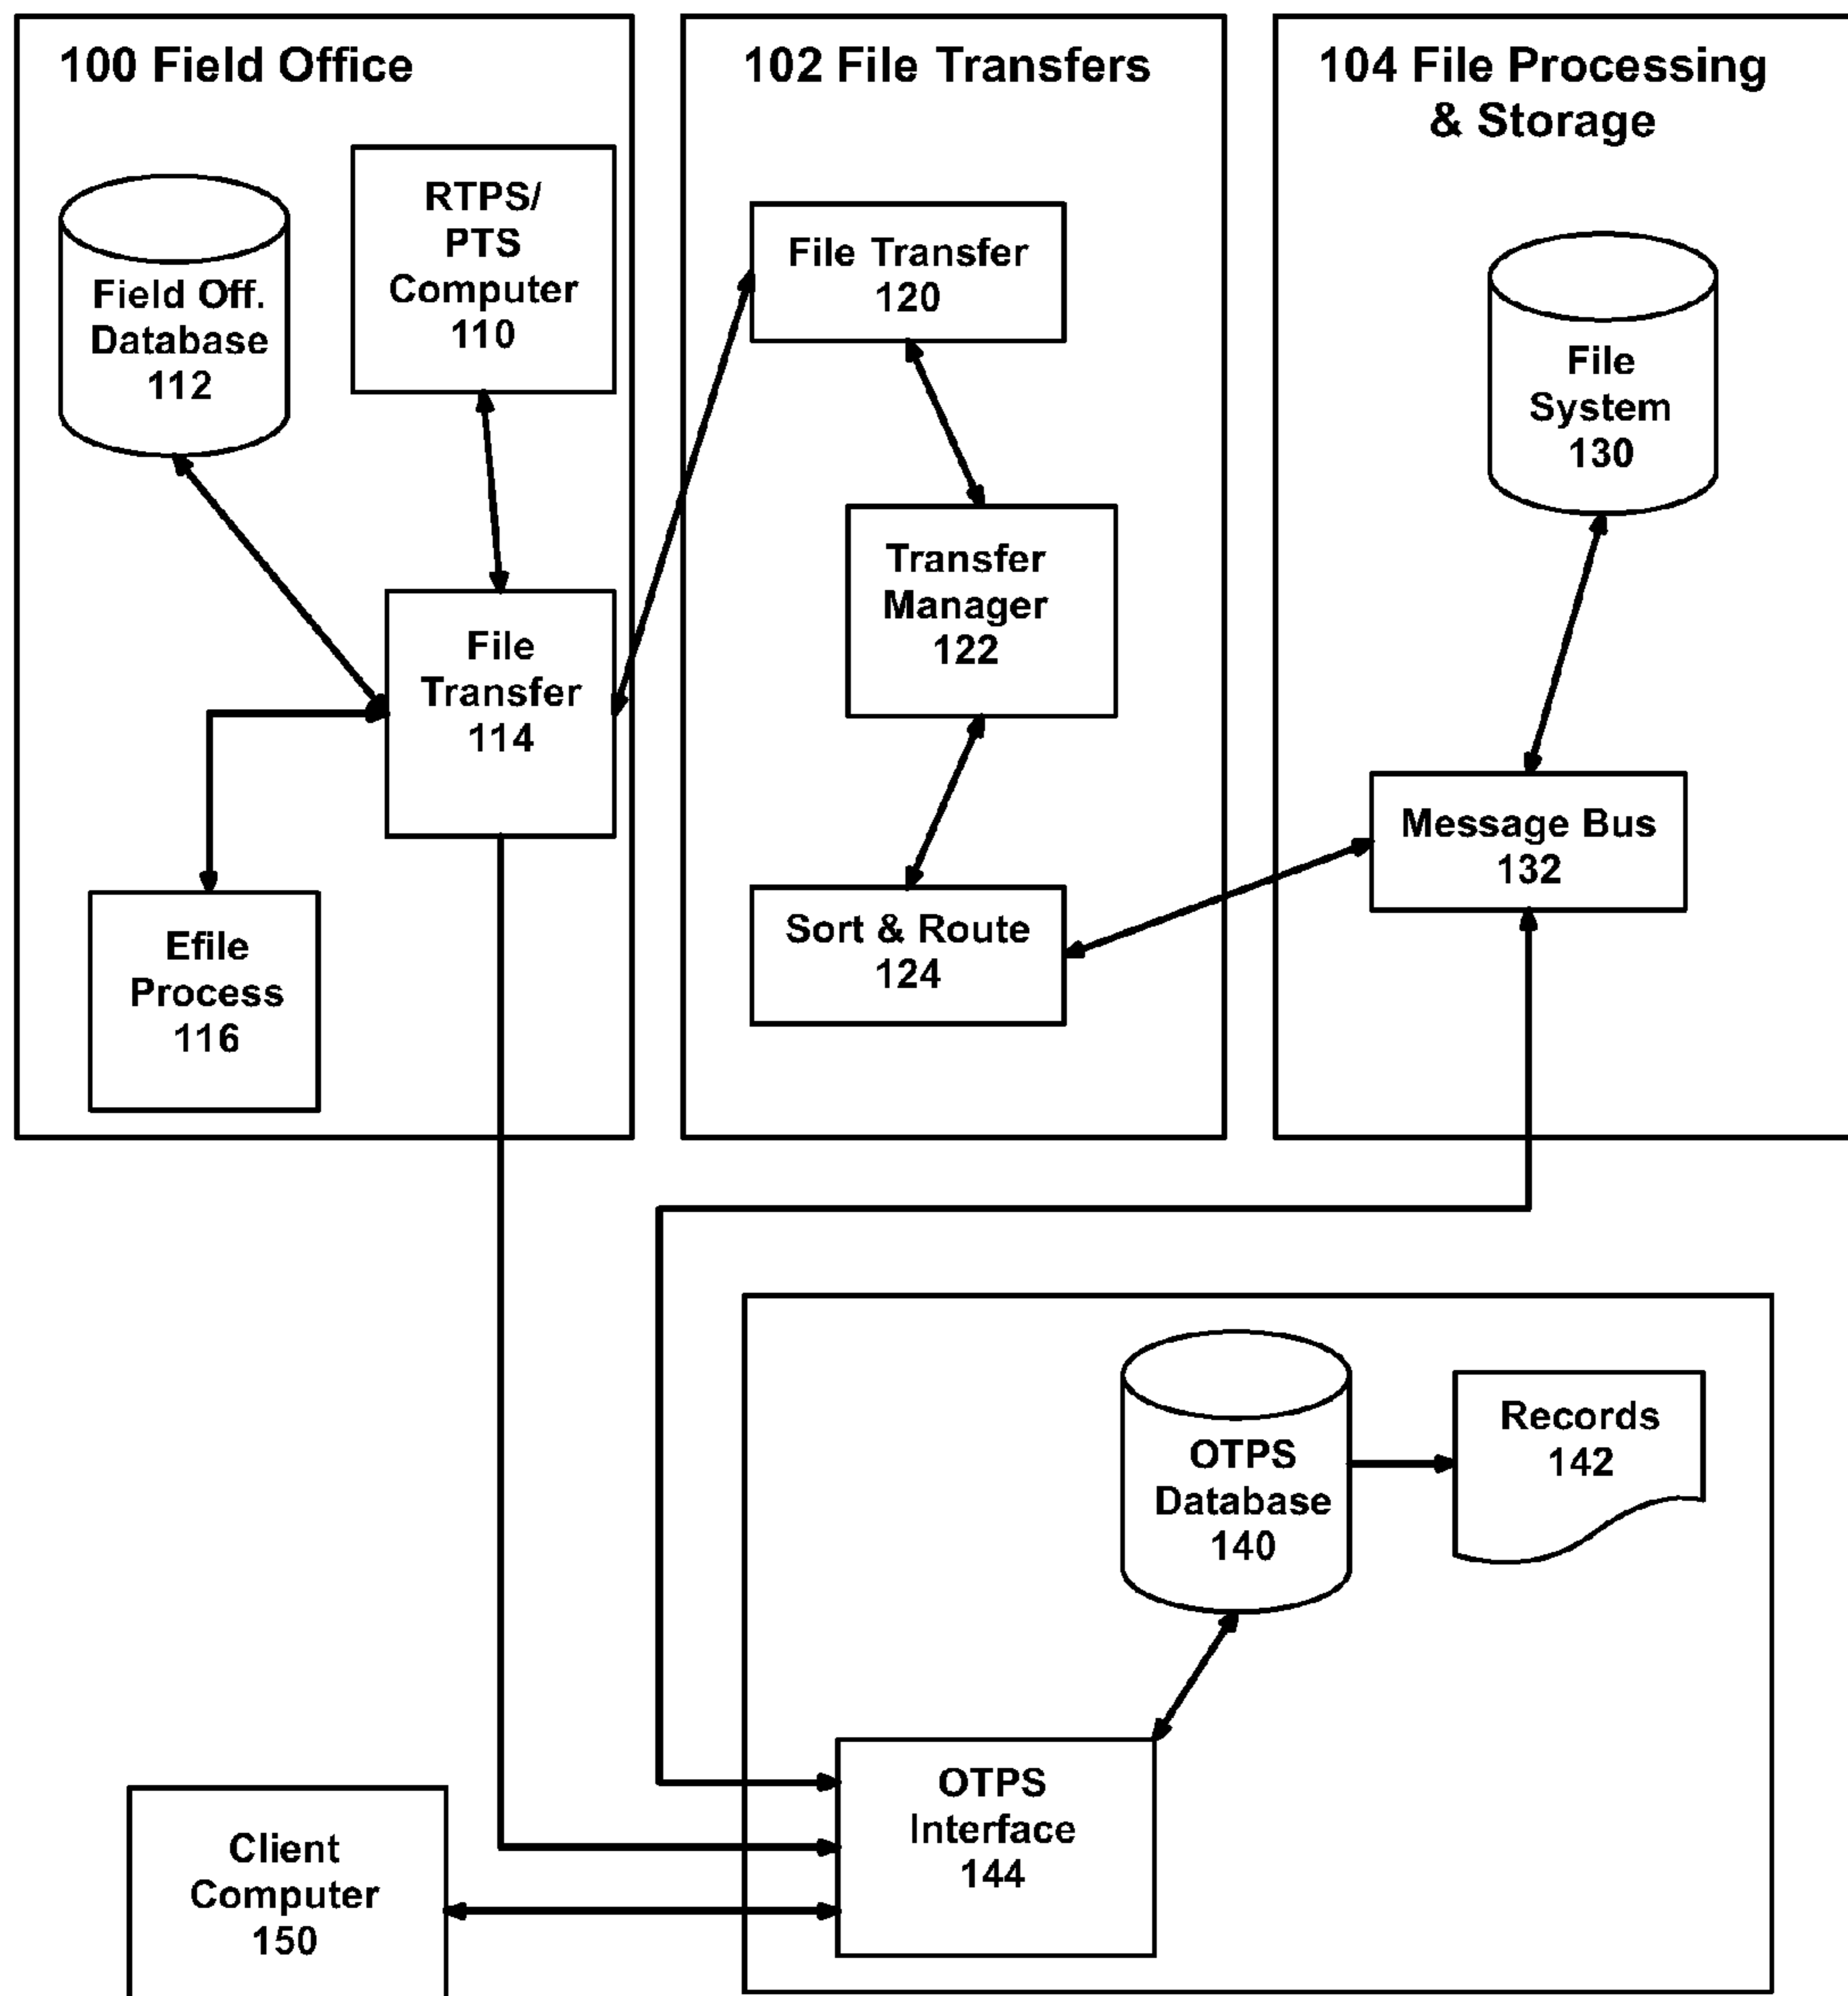 100 Field Office
Field Off.
Database
112
RTPS/
PTS
Computer
110
File
Transfer
114
Efile
Process
116
102 File Transfers
File Transfer
120
Transfer
Manager
122
Sort & Route
124
104 File Processing
& Storage
File
System
130
Message Bus
132
OTPS
Database
140
Records
142
OTPS
Interface
144
Client
Computer
150